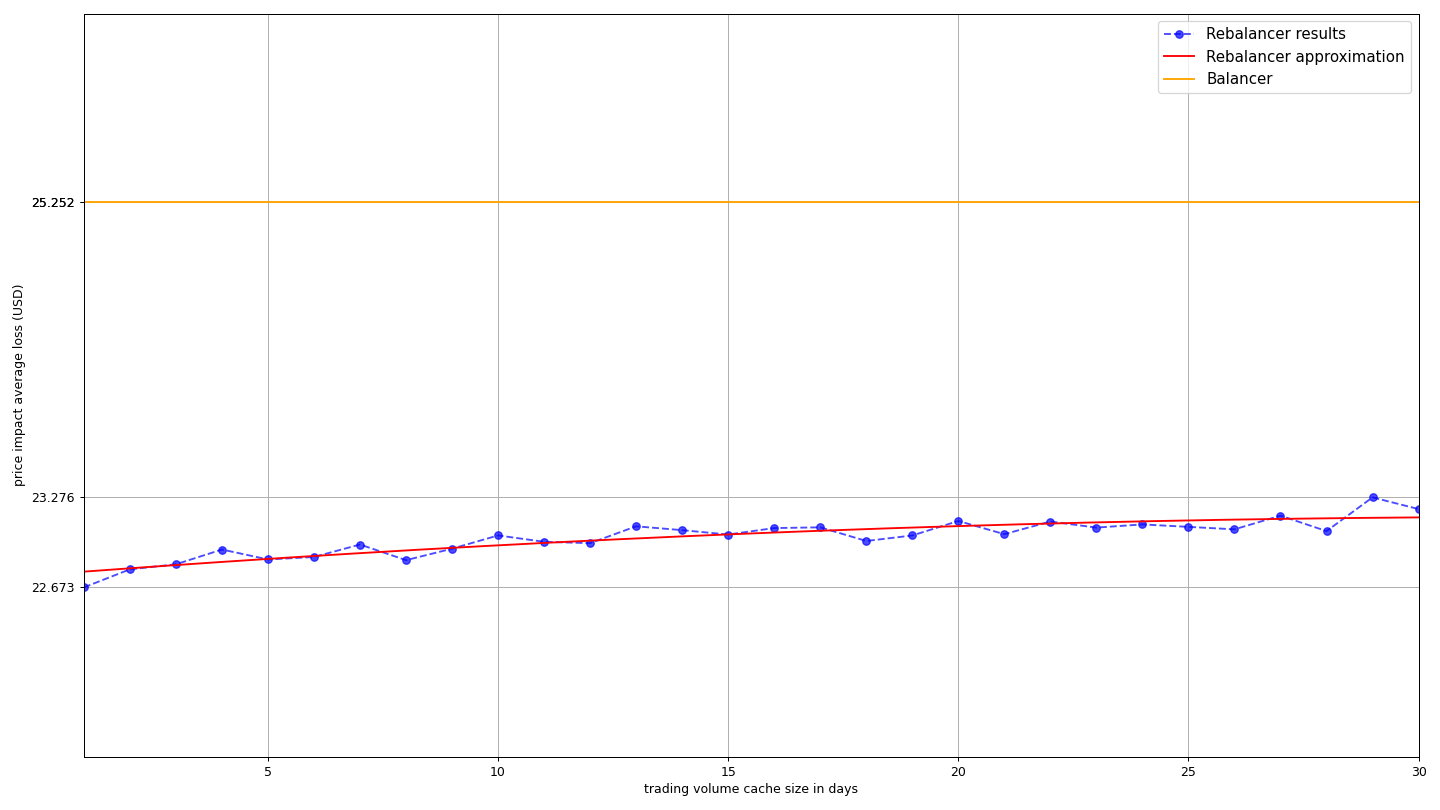 Rebalancer results
Rebalancer approximation
Balancer
25.252
23.276
22.673
price impact average loss (USD)
5
10
15
20
25
30
trading volume cache size in days